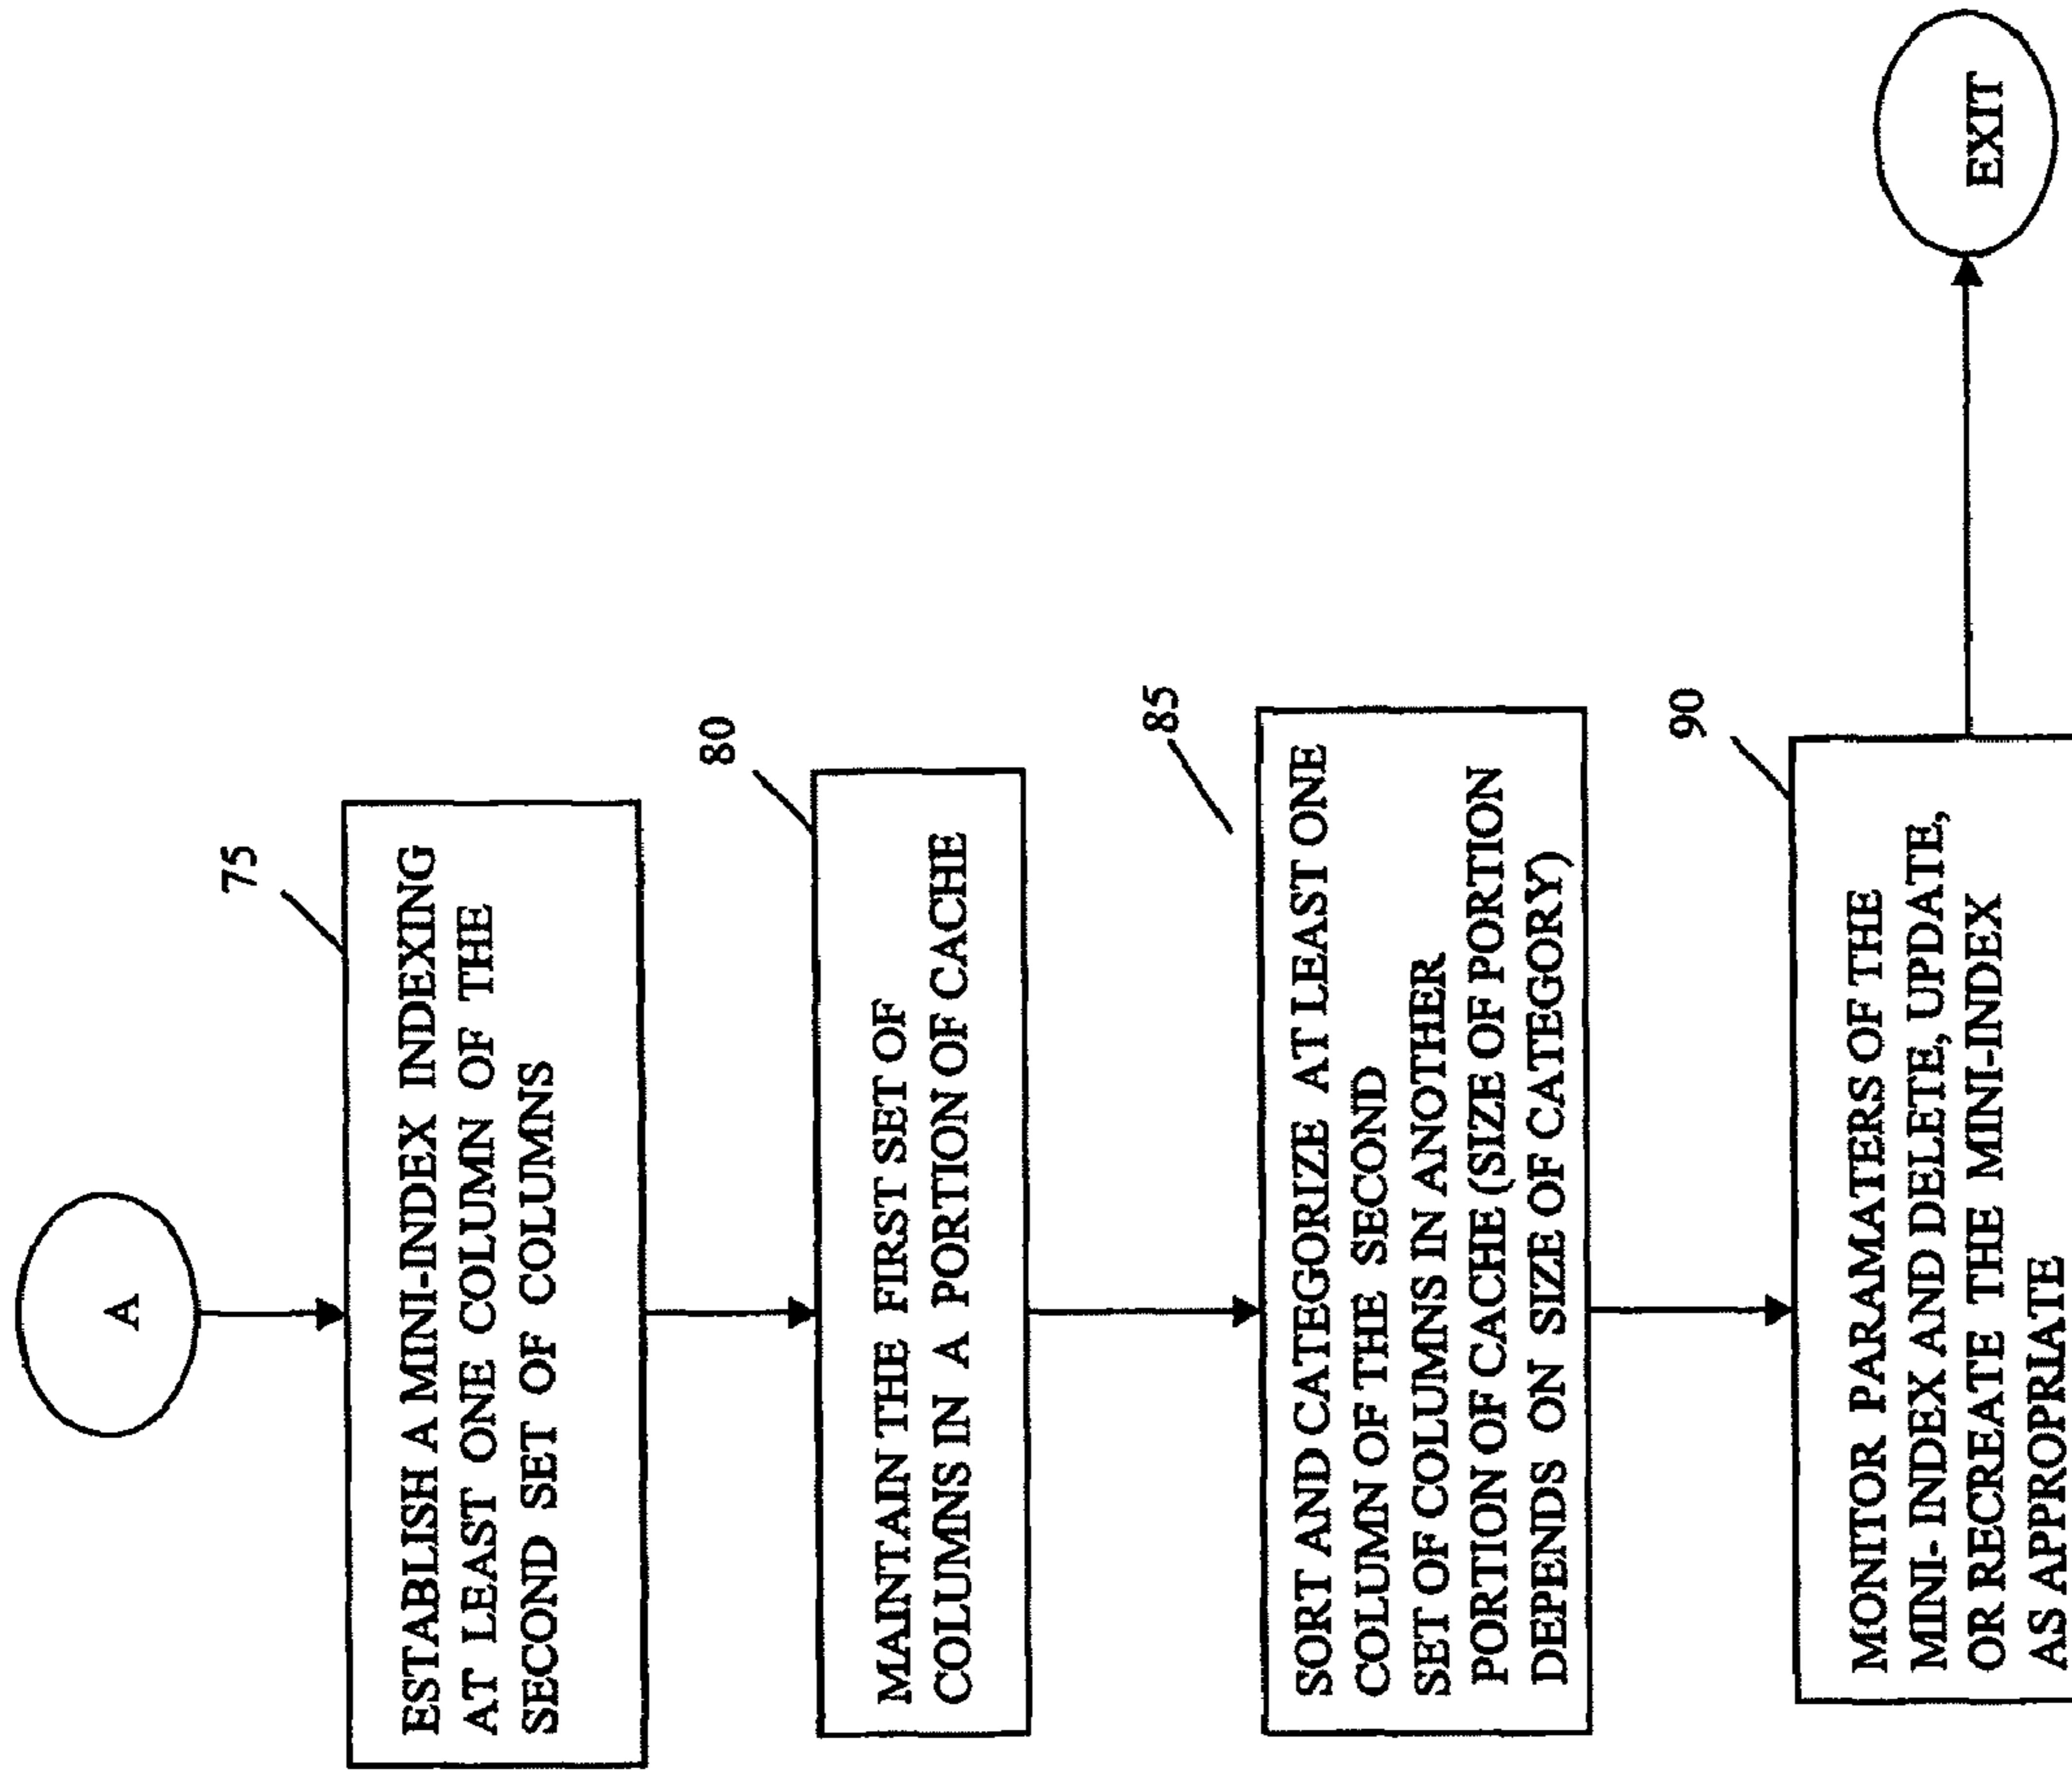 A
75
ESTABLISH A MINI-INDEX INDEXING
AT LEAST ONE COLUMN OF THE
SECOND SET OF COLUMNS
80
MAINTAIN THE FIRST SET OF
COLUMNS IN A PORTION OF CACHE
85
SORT AND CATEGORIZE AT LEAST ONE
COLUMN OF THE SECOND
SET OF COLUMNS IN ANOTHER
PORTION OF CACHE (SIZE OF PORTION
DEPENDS ON SIZE OF CATEGORY)
90
MONITOR PARAMATERS OF THE
MINI- INDEX AND DELETE, UPDATE,
OR RECREATE THE MINI-INDEX
AS APPROPRIATE
EXIT